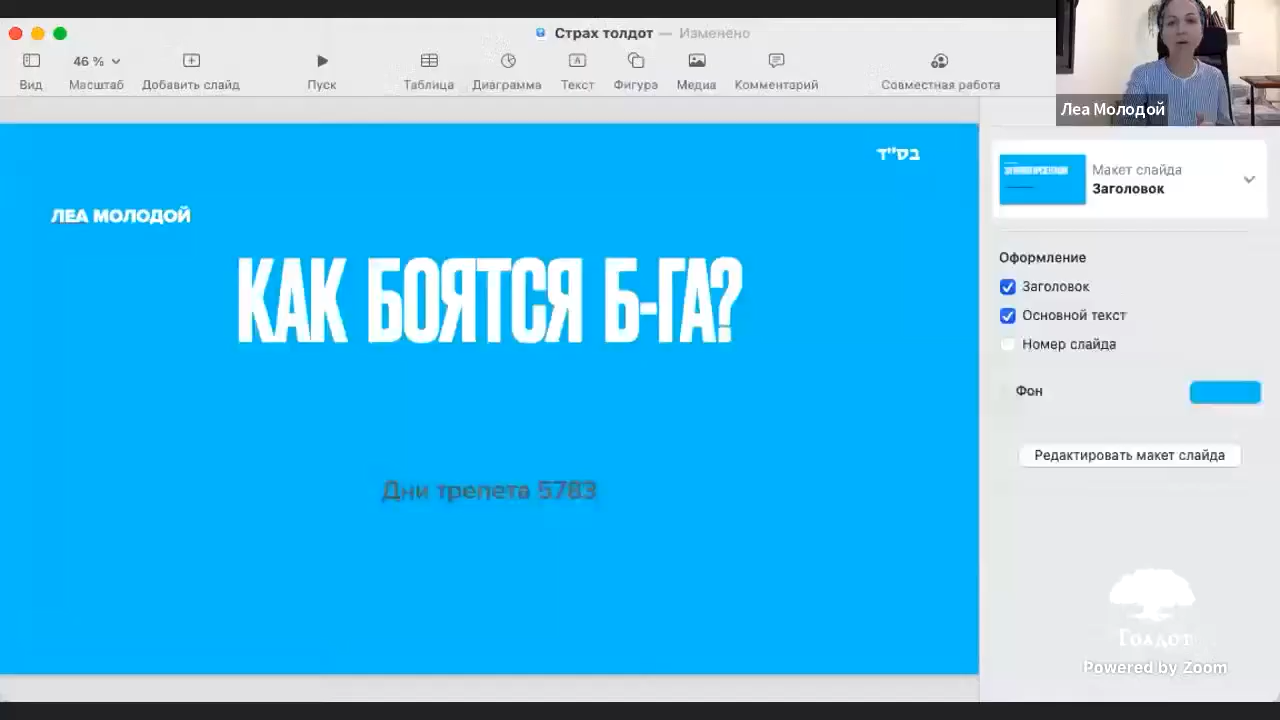 Страх толдот — Изменено
46 %
Вид
Масштаб
Добавить слайд
Пуск
Таблица
Диаграмма
Текст
Фигура
Медиа
Комментарий
Совместная работа
Леа Молодой
בס"ד
ЛЕА МОЛОДОЙ
КАК БОЯТСЯ Б-ГА?
Дни трепета 5783
Макет слайда
Заголовок
Оформление
Заголовок
Основной текст
Номер слайда
Фон
Редактировать макет слайда
Толдот
Powered by Zoom